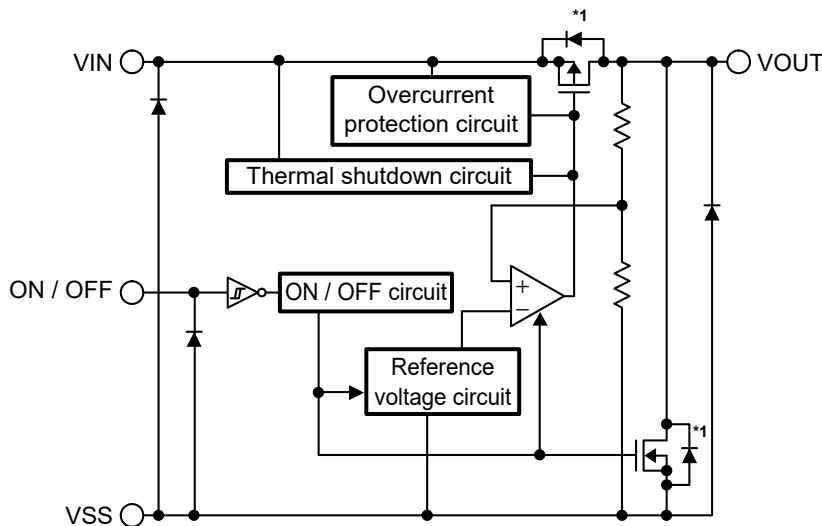 *1
VIN
VOUT
Overcurrent
protection circuit
Thermal shutdown circuit
ON / OFF
ON / OFF circuit
+
−
Reference
voltage circuit
*1
VSS